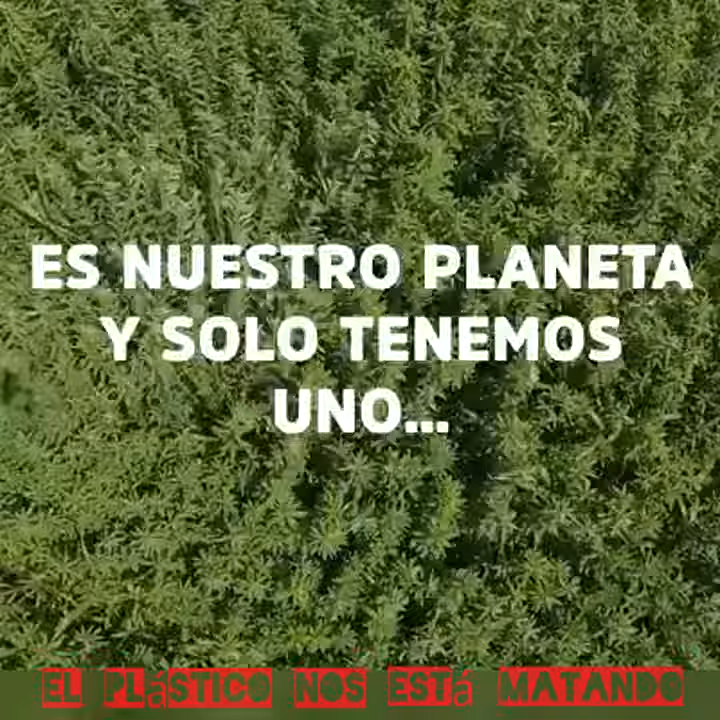 ES NUESTRO PLANETA
Y SOLO TENEMOS
UNO...
EL PLáSTICO NOS ESTá MATANDO